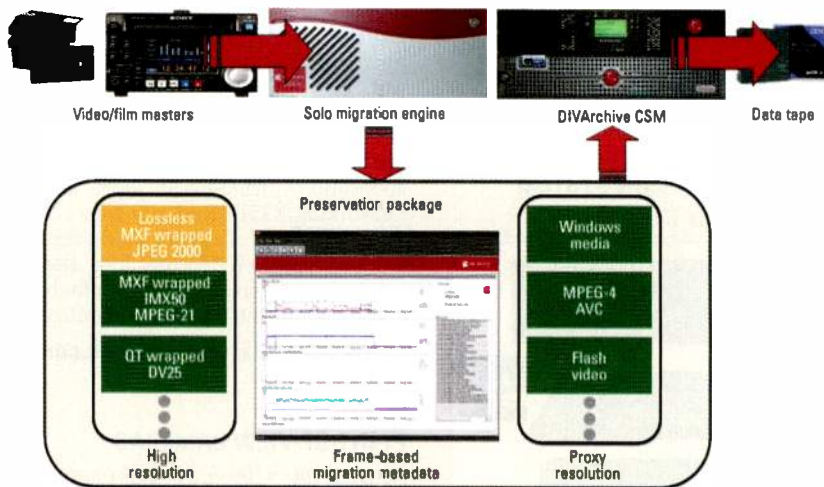 SONY
Video/film masters
Solo migration engine
DIVArchive CSM
Data tape
Preservation package
Lossless
MXF wrapped
JPEG 2000
MXF wrapped
IMX50
MPEG-21
QT wrapped
DV25
High
resolution
Frame-based
migration metadata
Windows
media
MPEG-4
AVC
Flash
video
Proxy
resolution